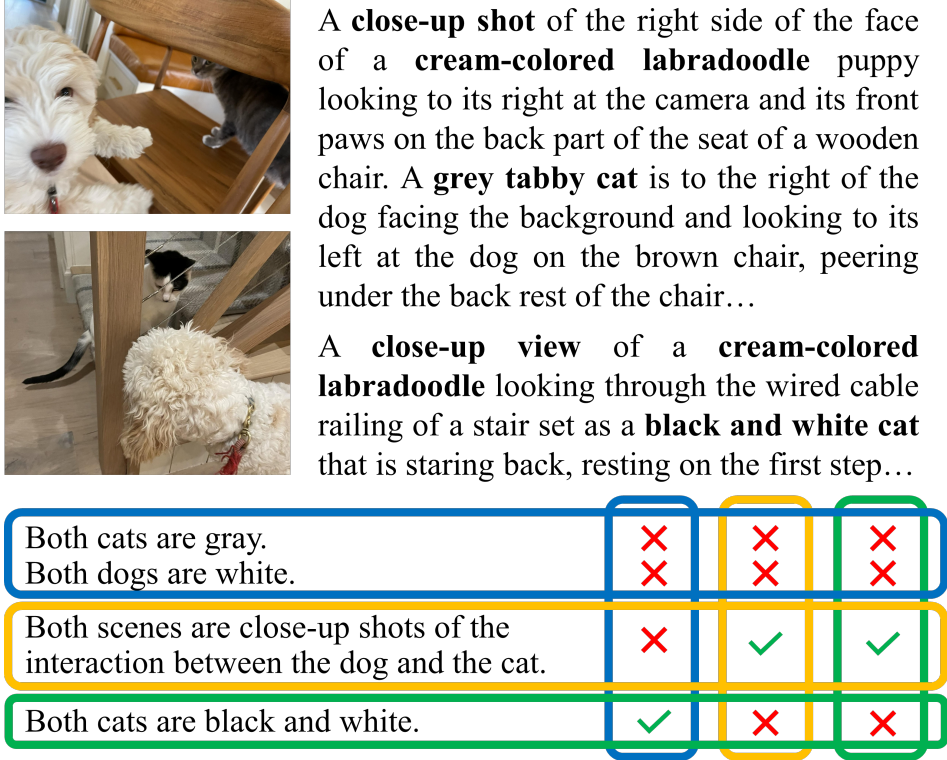 A close-up shot of the right side of the face
of a cream-colored labradoodle puppy
looking to its right at the camera and its front
paws on the back part of the seat of a wooden
chair. A grey tabby cat is to the right of the
dog facing the background and looking to its
left at the dog on the brown chair, peering
under the back rest of the chair…
A close-up view of a cream-colored
labradoodle looking through the wired cable
railing of a stair set as a black and white cat
that is staring back, resting on the first step…
Both cats are gray.
Both dogs are white.
Both scenes are close-up shots of the
interaction between the dog and the cat.
Both cats are black and white.